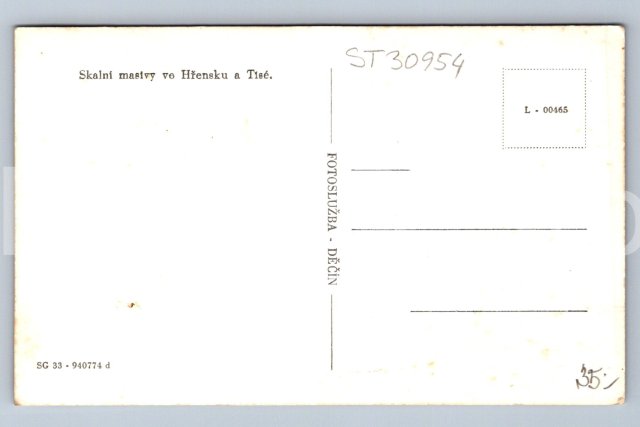 Skalní masivy ve Hřensku a Tisé.
ST30954
L - 00465
FOTOSLUŽBA - DĚČÍN
SG 33 - 940774 d
35.-